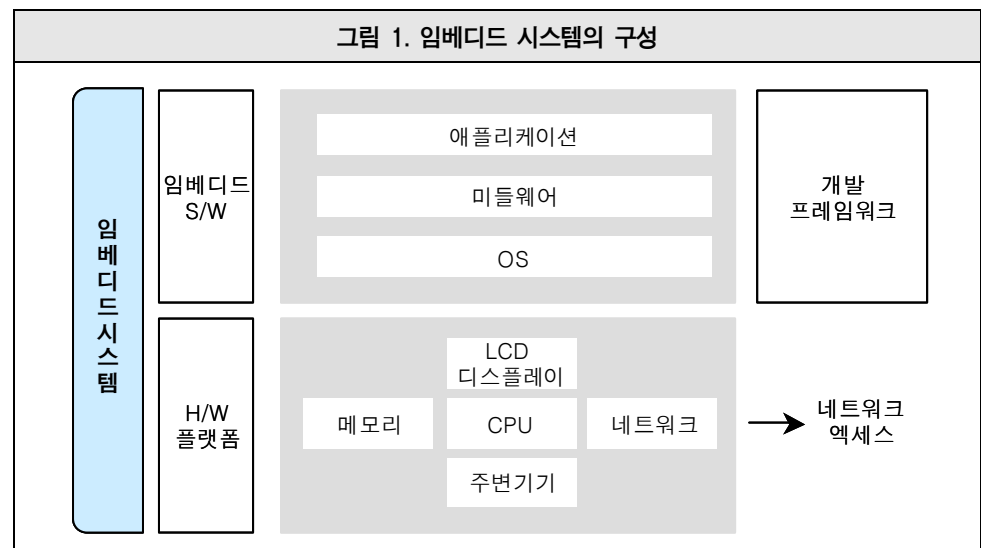 그림 1. 임베디드 시스템의 구성
임베디드시스템
임베디드
S/W
애플리케이션
미들웨어
OS
개발
프레임워크
H/W
플랫폼
LCD
디스플레이
메모리
CPU
네트워크
주변기기
네트워크
엑세스